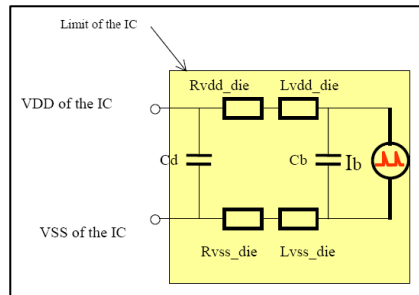 Limit of the IC
Rvdd_die Lvdd_die
VDD of the IC
Cd Cb Ib
VSS of the IC
Rvss_die Lvss_die